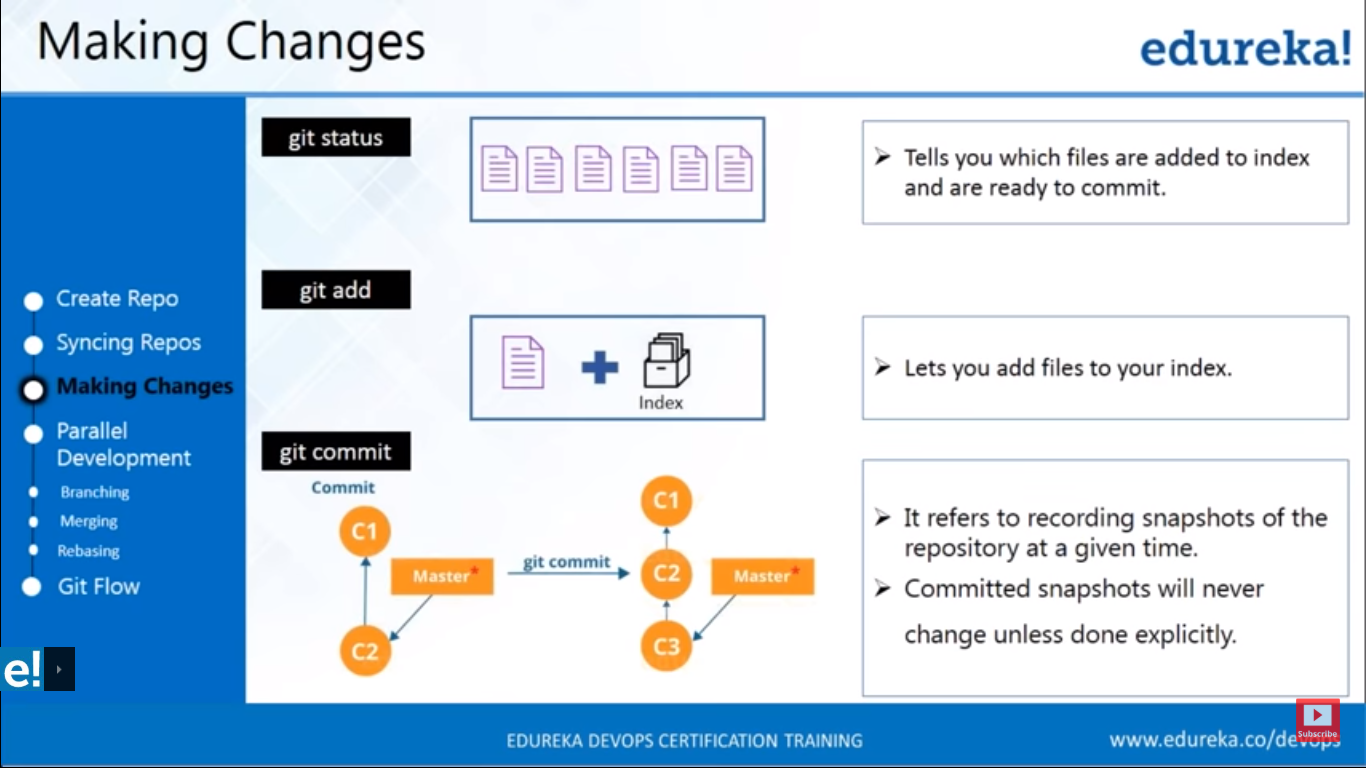 Making Changes
edureka!
Create Repo
Syncing Repos
Making Changes
Parallel
Development
Branching
Merging
Rebasing
Git Flow
git status
➢ Tells you which files are added to index
and are ready to commit.
git add
Index
➢ Lets you add files to your index.
git commit
Commit
C1
Master*
C2
git commit
C1
C2
Master*
C3
➢ It refers to recording snapshots of the
repository at a given time.
➢ Committed snapshots will never
change unless done explicitly.
e!
EDUREKA DEVOPS CERTIFICATION TRAINING
www.edureka.co/devops
Subscribe